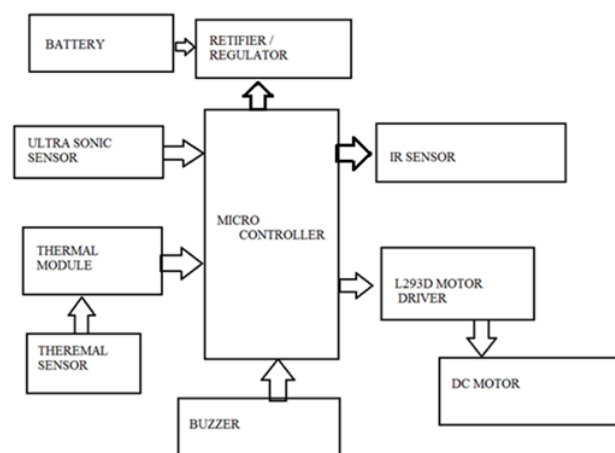 BATTERY
RETIFIER /
REGULATOR
ULTRA SONIC
SENSOR
IR SENSOR
MICRO
CONTROLLER
THERMAL
MODULE
L293D MOTOR
DRIVER
THEREMAL
SENSOR
DC MOTOR
BUZZER